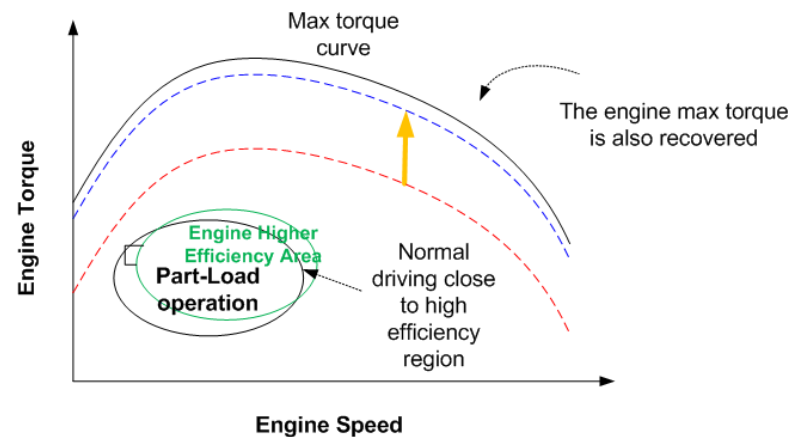 Max torque
curve
The engine max torque
is also recovered
Engine Torque
Engine Higher
Efficiency Area
Part-Load
operation
Normal
driving close
to high
efficiency
region
Engine Speed